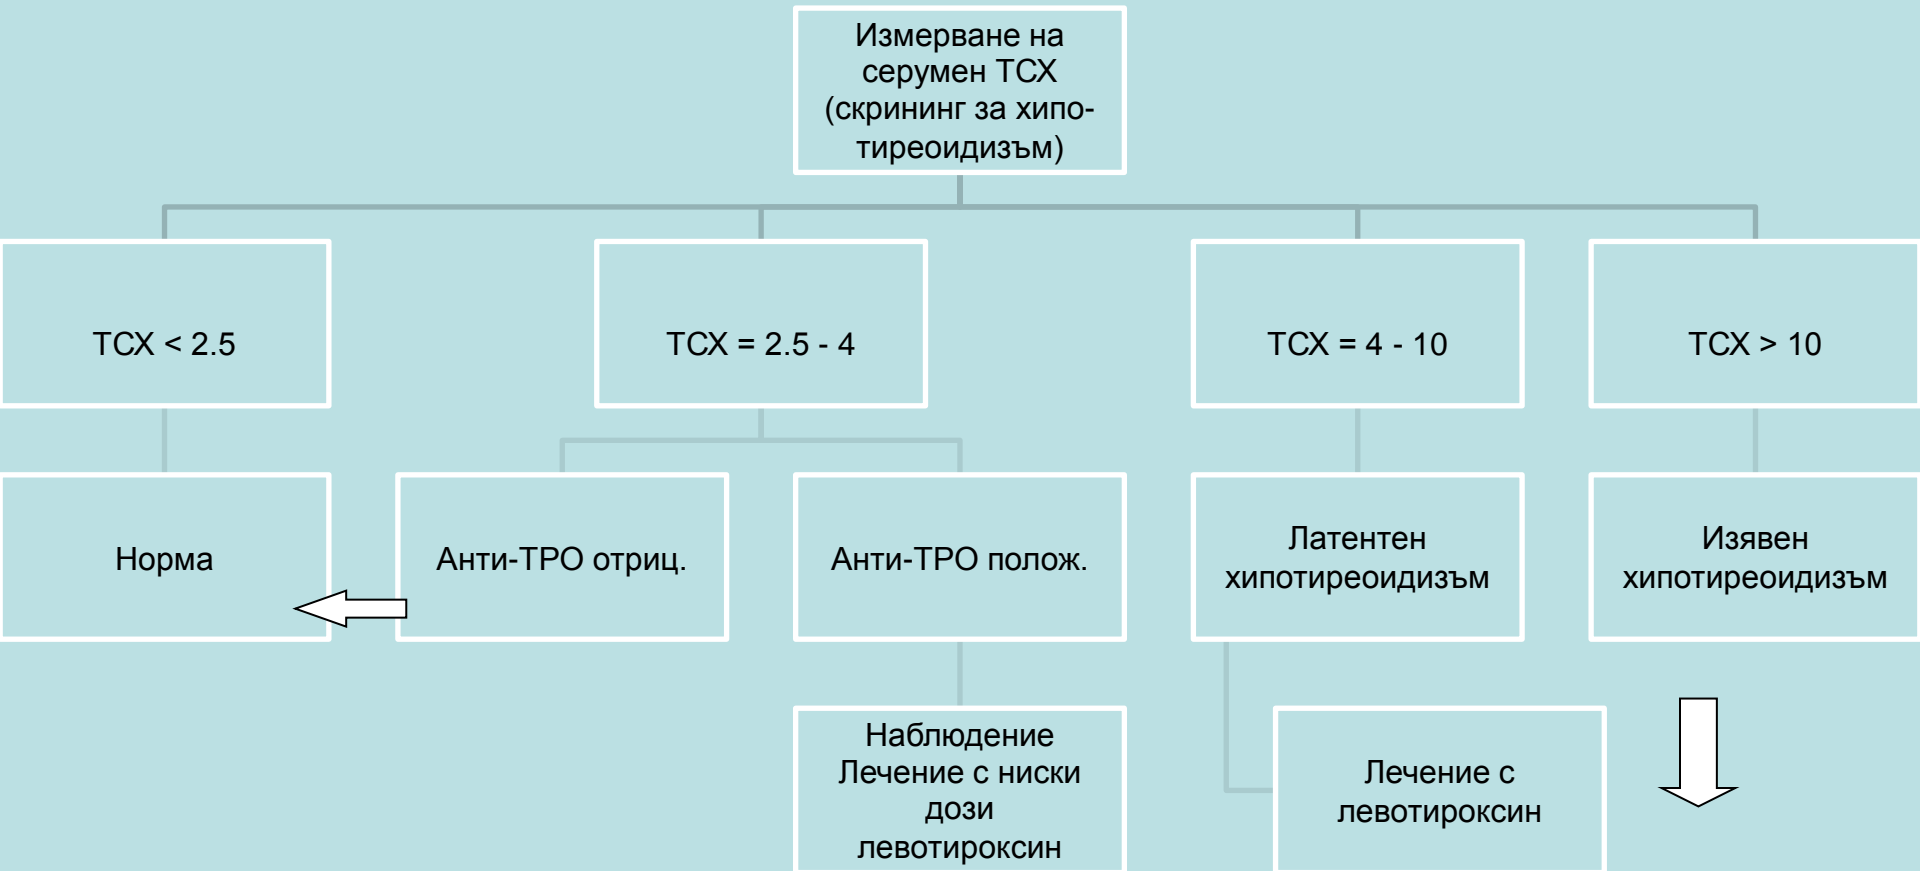 Измерване на
серумен ТСХ
(скрининг за хипо-
тиреоидизъм)
ТСХ < 2.5
ТСХ = 2.5 - 4
ТСХ = 4 - 10
ТСХ > 10
Норма
Анти-ТРО отриц.
Анти-ТРО полож.
Латентен
хипотиреоидизъм
Изявен
хипотиреоидизъм
Наблюдение
Лечение с ниски
дози
левотироксин
Лечение с
левотироксин